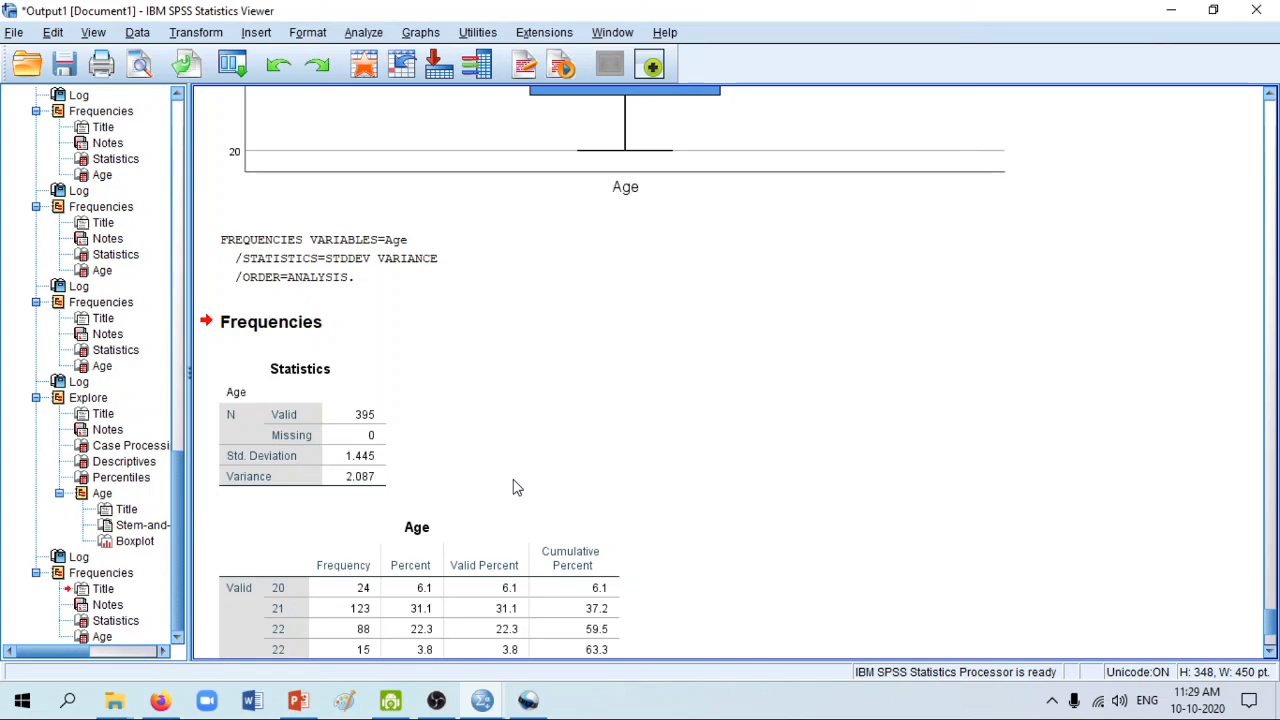 *Output1 [Document1] - IBM SPSS Statistics Viewer
File Edit View Data Transform Insert Format Analyze Graphs Utilities Extensions Window Help
Log
Frequencies
Title
Notes
Statistics
Age
Log
Frequencies
Title
Notes
Statistics
Age
Log
Frequencies
Title
Notes
Statistics
Age
Log
Explore
Title
Notes
Case Processi
Descriptives
Percentiles
Age
Title
Stem-and-
Boxplot
Log
Frequencies
Title
Notes
Statistics
Age
20
Age
FREQUENCIES VARIABLES=Age
/STATISTICS=STDDEV VARIANCE
/ORDER=ANALYSIS.
Frequencies
Statistics
Age
N Valid 395
Missing 0
Std. Deviation 1.445
Variance 2.087
Age
Frequency Percent Valid Percent Cumulative Percent
Valid 20 24 6.1 6.1 6.1
21 123 31.1 31.1 37.2
22 88 22.3 22.3 59.5
22 15 3.8 3.8 63.3
IBM SPSS Statistics Processor is ready Unicode:ON H: 348, W: 450 pt.
ENG
11:29 AM
10-10-2020